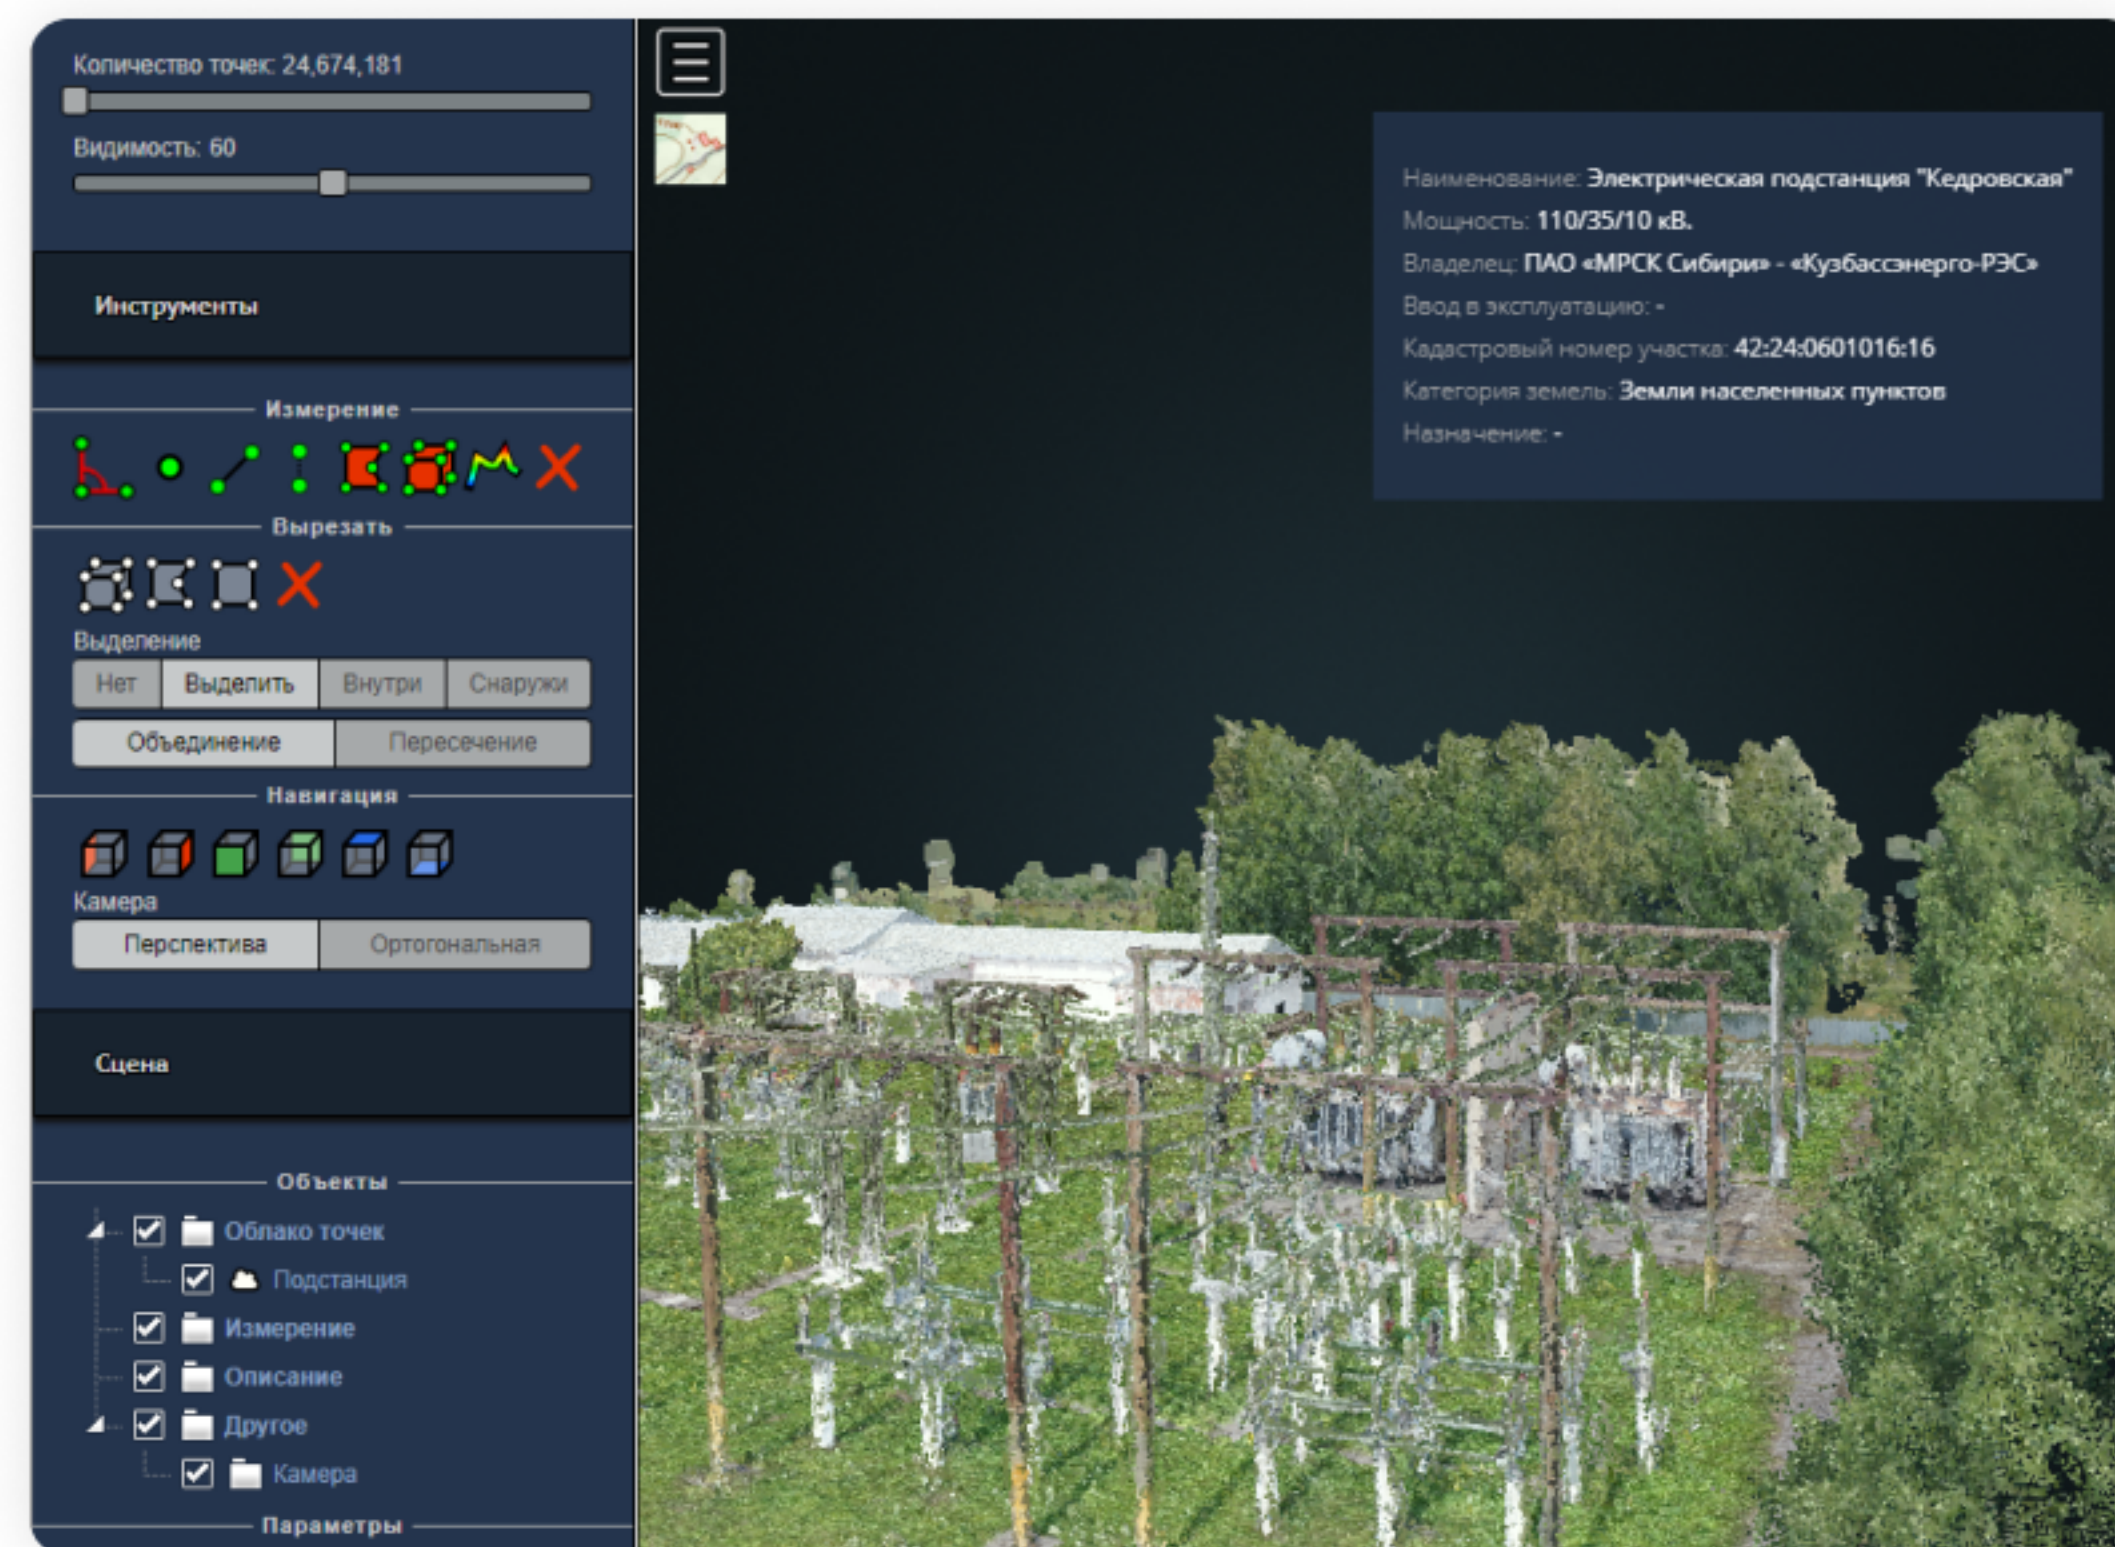 Количество точек: 24,674,181
Видимость: 60
Инструменты
Измерение
Вырезать
Выделение
Нет Выделить Внутри Снаружи
Объединение Пересечение
Навигация
Камера
Перспектива Ортогональная
Сцена
Объекты
Облако точек
Подстанция
Измерение
Описание
Другое
Камера
Параметры
Наименование: Электрическая подстанция "Кедровская"
Мощность: 110/35/10 кВ.
Владелец: ПАО «МРСК Сибири» - «Кузбассэнерго-РЭС»
Ввод в эксплуатацию: -
Кадастровый номер участка: 42:24:0601016:16
Категория земель: Земли населенных пунктов
Назначение: -